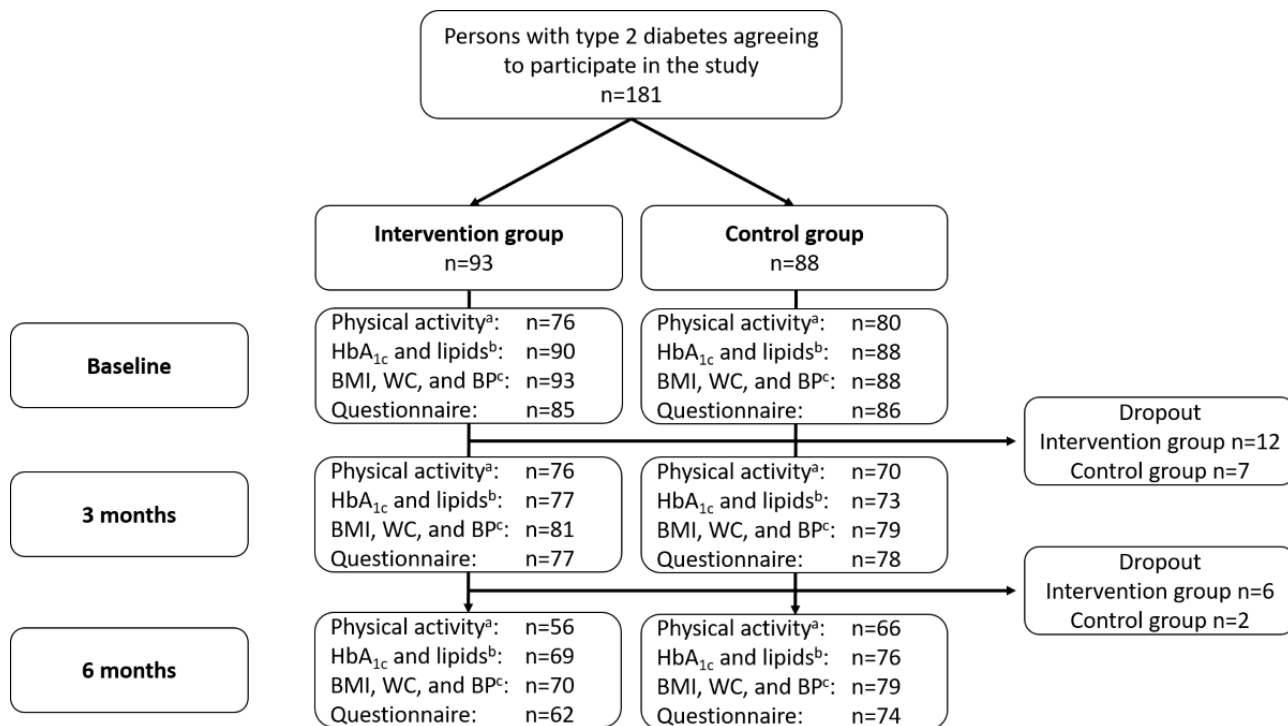 Persons with type 2 diabetes agreeing
to participate in the study
n=181
Intervention group
n=93
Control group
n=88
Baseline
Physical activityᵃ: n=76
HbA₁c and lipidsᵇ: n=90
BMI, WC, and BPᶜ: n=93
Questionnaire: n=85
Physical activityᵃ: n=80
HbA₁c and lipidsᵇ: n=88
BMI, WC, and BPᶜ: n=88
Questionnaire: n=86
Dropout
Intervention group n=12
Control group n=7
3 months
Physical activityᵃ: n=76
HbA₁c and lipidsᵇ: n=77
BMI, WC, and BPᶜ: n=81
Questionnaire: n=77
Physical activityᵃ: n=70
HbA₁c and lipidsᵇ: n=73
BMI, WC, and BPᶜ: n=79
Questionnaire: n=78
Dropout
Intervention group n=6
Control group n=2
6 months
Physical activityᵃ: n=56
HbA₁c and lipidsᵇ: n=69
BMI, WC, and BPᶜ: n=70
Questionnaire: n=62
Physical activityᵃ: n=66
HbA₁c and lipidsᵇ: n=76
BMI, WC, and BPᶜ: n=79
Questionnaire: n=74